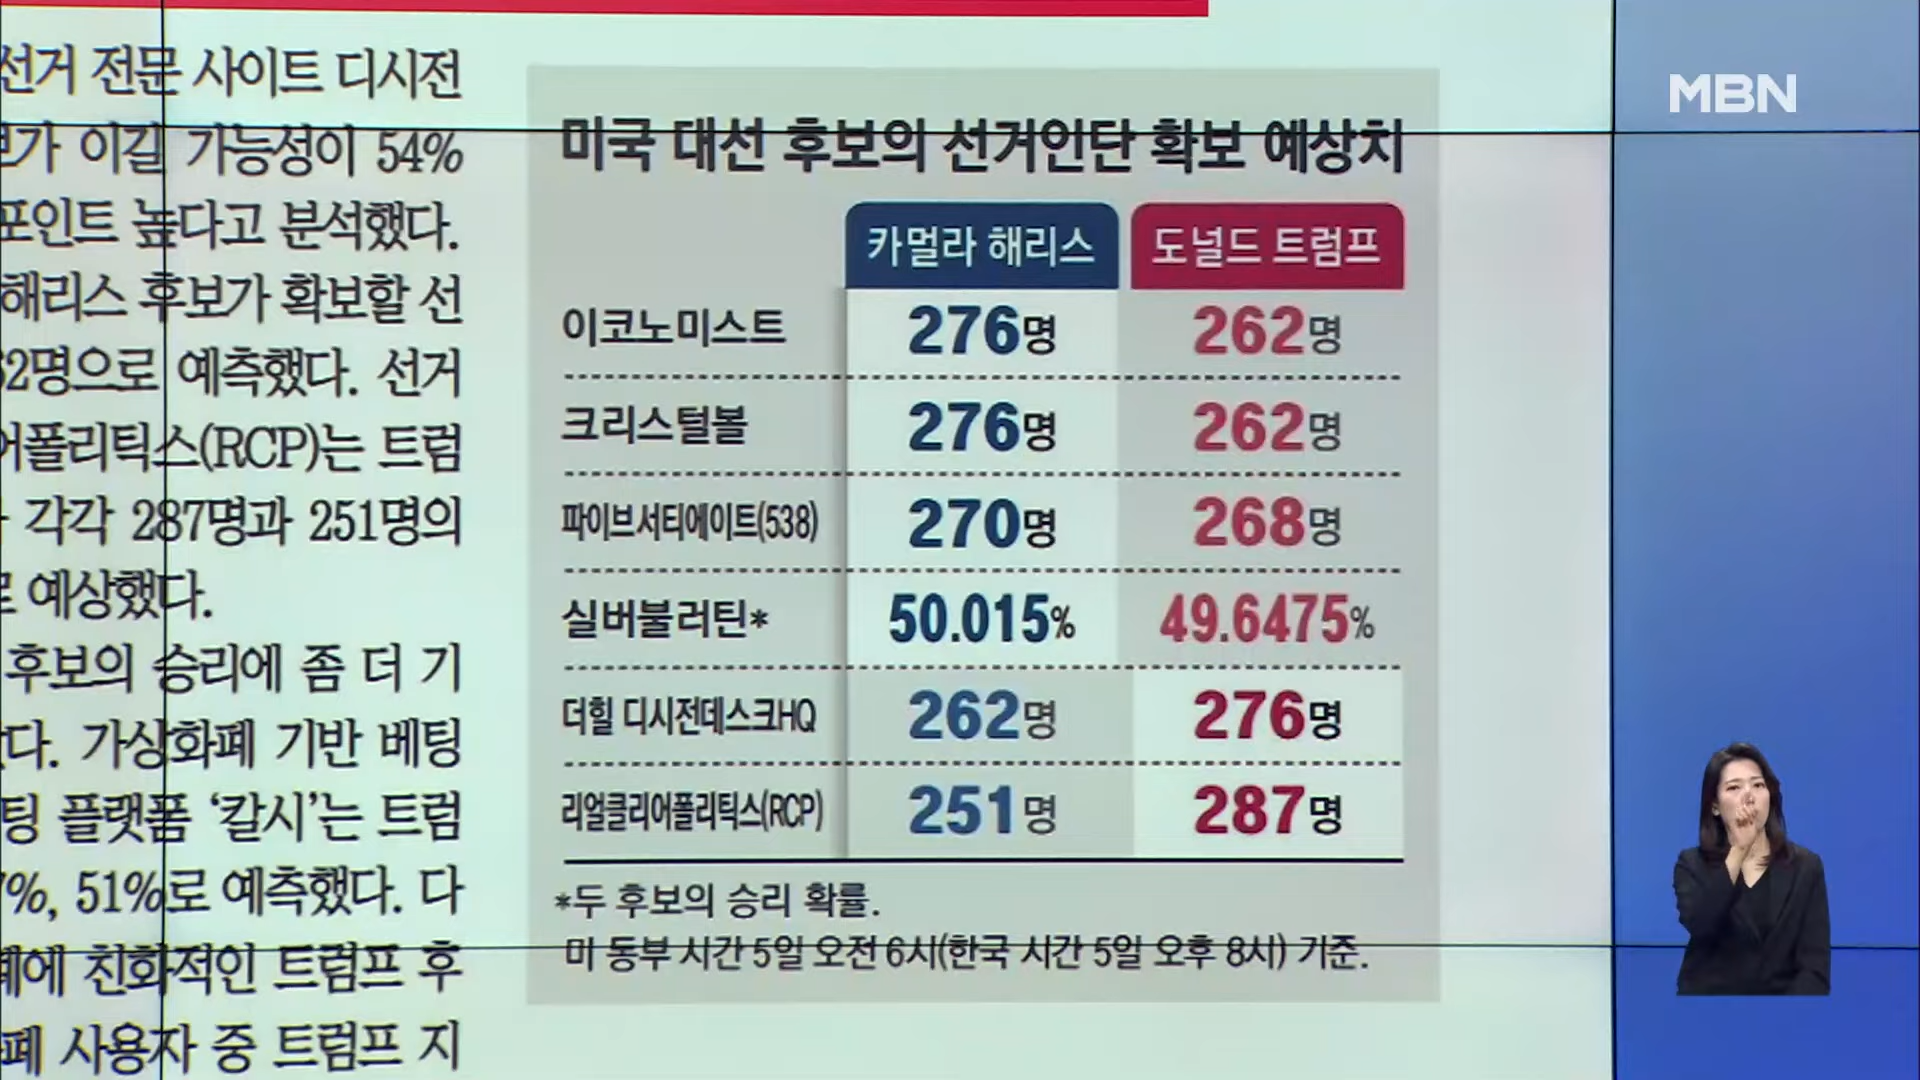 선거 전문 사이트 디시전
가 이길 가능성이 54%
포인트 높다고 분석했다.
해리스 후보가 확보할 선
62명으로 예측했다. 선거
어폴리틱스(RCP)는 트럼
각각 287명과 251명의
로 예상했다.
후보의 승리에 좀 더 기
다. 가상화폐 기반 베팅
팅 플랫폼 ‘칼시’는 트럼
7%, 51%로 예측했다. 다
폐에 친화적인 트럼프 후
폐 사용자 중 트럼프 지
미국 대선 후보의 선거인단 확보 예상치
카멀라 해리스 도널드 트럼프
이코노미스트 276명 262명
크리스털볼 276명 262명
파이브서티에이트(538) 270명 268명
실버불러틴* 50.015% 49.6475%
더힐 디시전데스크HQ 262명 276명
리얼클리어폴리틱스(RCP) 251명 287명
*두 후보의 승리 확률.
미 동부 시간 5일 오전 6시(한국 시간 5일 오후 8시) 기준.
MBN